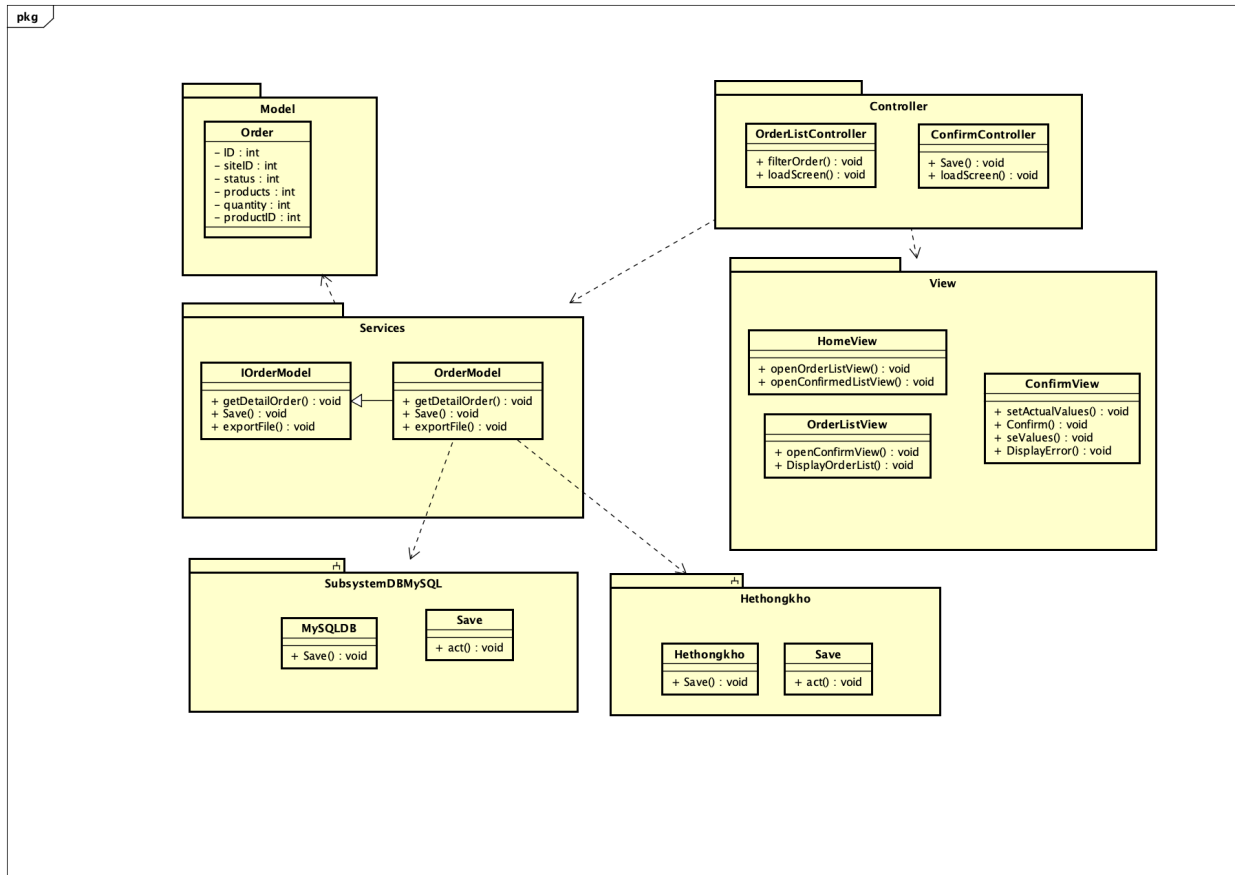 pkg
Model
Order
– ID : int
– siteID : int
– status : int
– products : int
– quantity : int
– productID : int
Controller
OrderListController
+ filterOrder() : void
+ loadScreen() : void
ConfirmController
+ Save() : void
+ loadScreen() : void
View
HomeView
+ openOrderListView() : void
+ openConfirmedListView() : void
OrderListView
+ openConfirmView() : void
+ DisplayOrderList() : void
ConfirmView
+ setActualValues() : void
+ Confirm() : void
+ seValues() : void
+ DisplayError() : void
Services
IOrderModel
+ getDetailOrder() : void
+ Save() : void
+ exportFile() : void
OrderModel
+ getDetailOrder() : void
+ Save() : void
+ exportFile() : void
SubsystemDBMySQL
MySQLDB
+ Save() : void
Save
+ act() : void
Hethongkho
Hethongkho
+ Save() : void
Save
+ act() : void